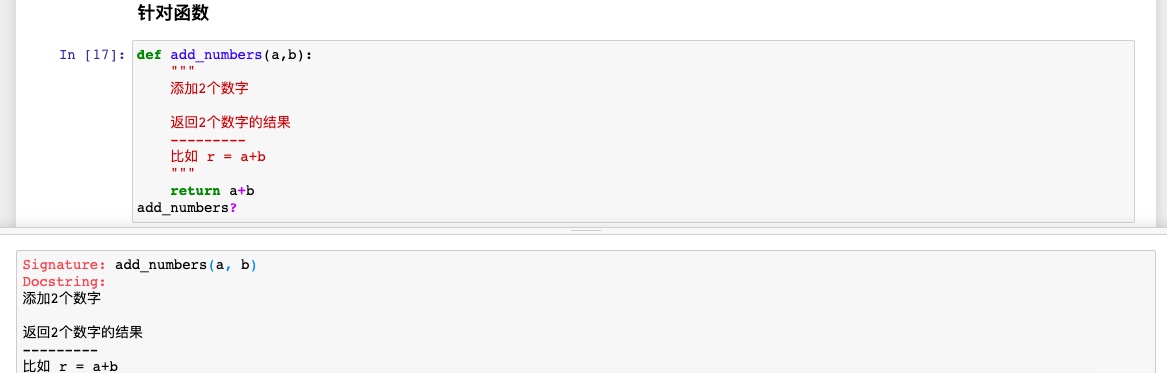 针对函数
In [17]: def add_numbers(a,b):
"""
添加2个数字
返回2个数字的结果
---------
比如 r = a+b
"""
return a+b
add_numbers?
Signature: add_numbers(a, b)
Docstring:
添加2个数字
返回2个数字的结果
---------
比如 r = a+b